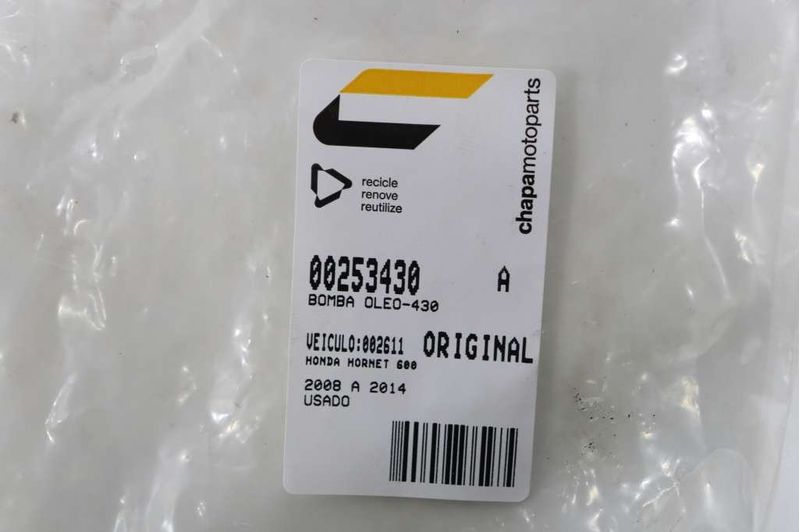 chapamotoparts
recicle
renove
reutilize
00253430 A
BOMBA OLEO-430
VEICULO:002611 ORIGINAL
HONDA HORNET 600
2008 A 2014
USADO